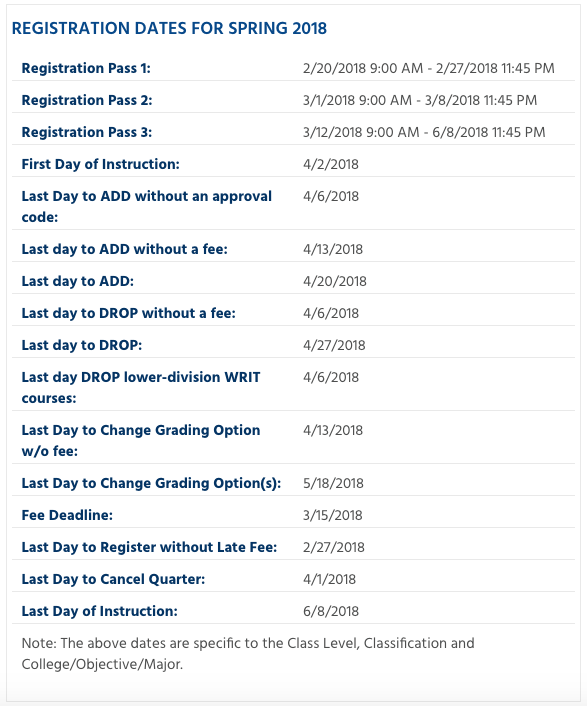 REGISTRATION DATES FOR SPRING 2018
Registration Pass 1: 2/20/2018 9:00 AM - 2/27/2018 11:45 PM
Registration Pass 2: 3/1/2018 9:00 AM - 3/8/2018 11:45 PM
Registration Pass 3: 3/12/2018 9:00 AM - 6/8/2018 11:45 PM
First Day of Instruction: 4/2/2018
Last Day to ADD without an approval 4/6/2018
code:
Last day to ADD without a fee: 4/13/2018
Last day to ADD: 4/20/2018
Last day to DROP without a fee: 4/6/2018
Last day to DROP: 4/27/2018
Last day DROP lower-division WRIT 4/6/2018
courses:
Last Day to Change Grading Option 4/13/2018
w/o fee:
Last Day to Change Grading Option(s): 5/18/2018
Fee Deadline: 3/15/2018
Last Day to Register without Late Fee: 2/27/2018
Last Day to Cancel Quarter: 4/1/2018
Last Day of Instruction: 6/8/2018
Note: The above dates are specific to the Class Level, Classification and
College/Objective/Major.